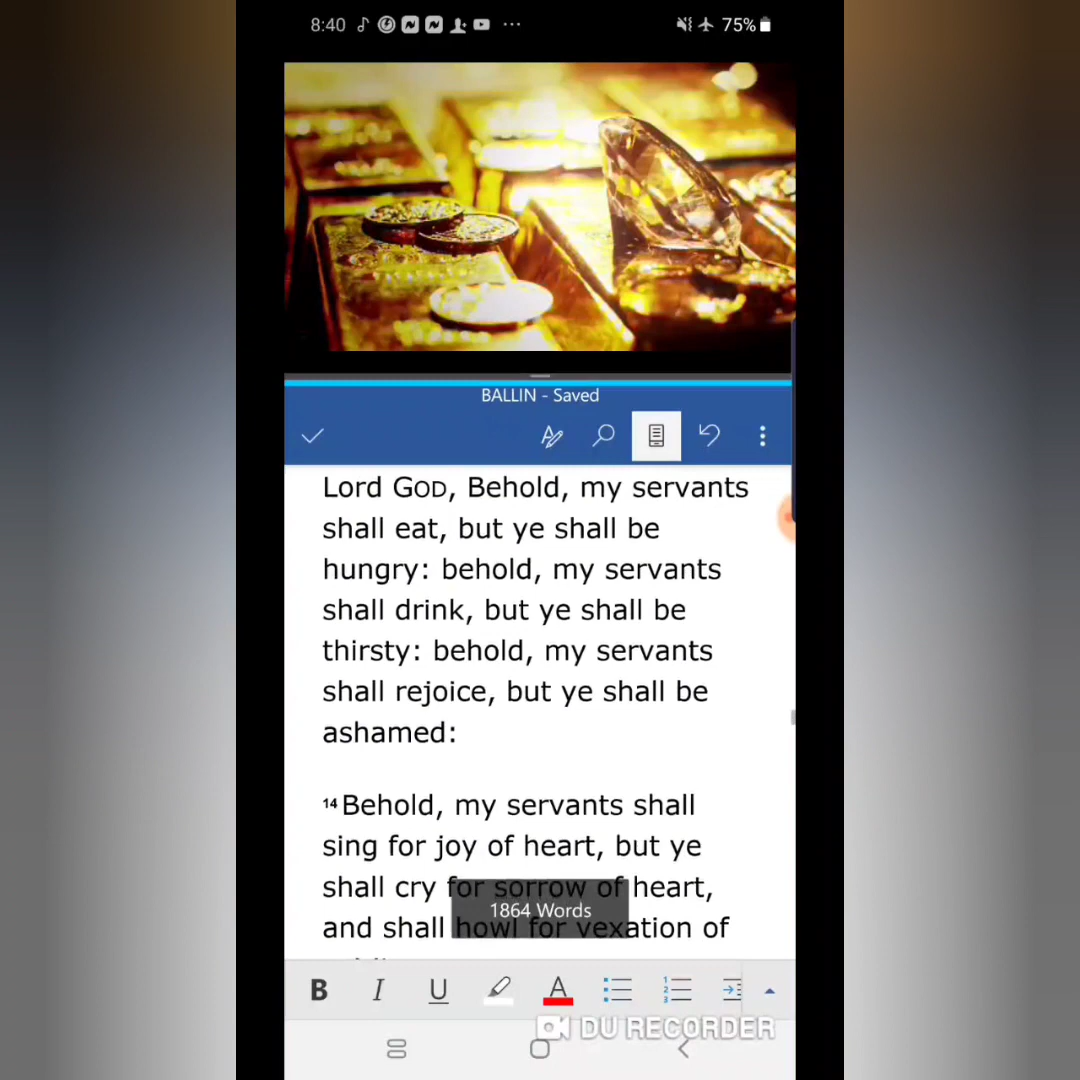 8:40
75%
BALLIN - Saved
Lord GOD, Behold, my servants
shall eat, but ye shall be
hungry: behold, my servants
shall drink, but ye shall be
thirsty: behold, my servants
shall rejoice, but ye shall be
ashamed:
14 Behold, my servants shall
sing for joy of heart, but ye
shall cry for sorrow of heart,
and shall howl for vexation of
1864 Words
B I U A
DU RECORDER